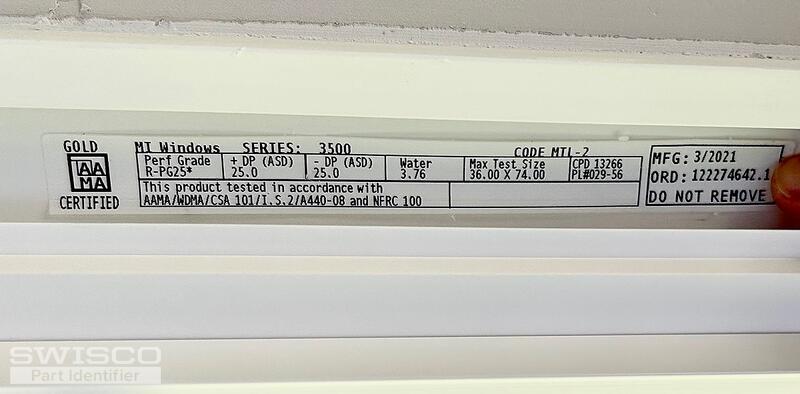 GOLD
AAMA
CERTIFIED
MI Windows SERIES: 3500 CODE MTL-2
Perf Grade + DP (ASD) - DP (ASD) Water Max Test Size CPD 13266
R-PG25* 25.0 25.0 3.76 36.00 X 74.00 PL#029-56
This product tested in accordance with
AAMA/WDMA/CSA 101/I.S.2/A440-08 and NFRC 100
MFG: 3/2021
ORD: 122274642.1
DO NOT REMOVE
SWISCO
Part Identifier